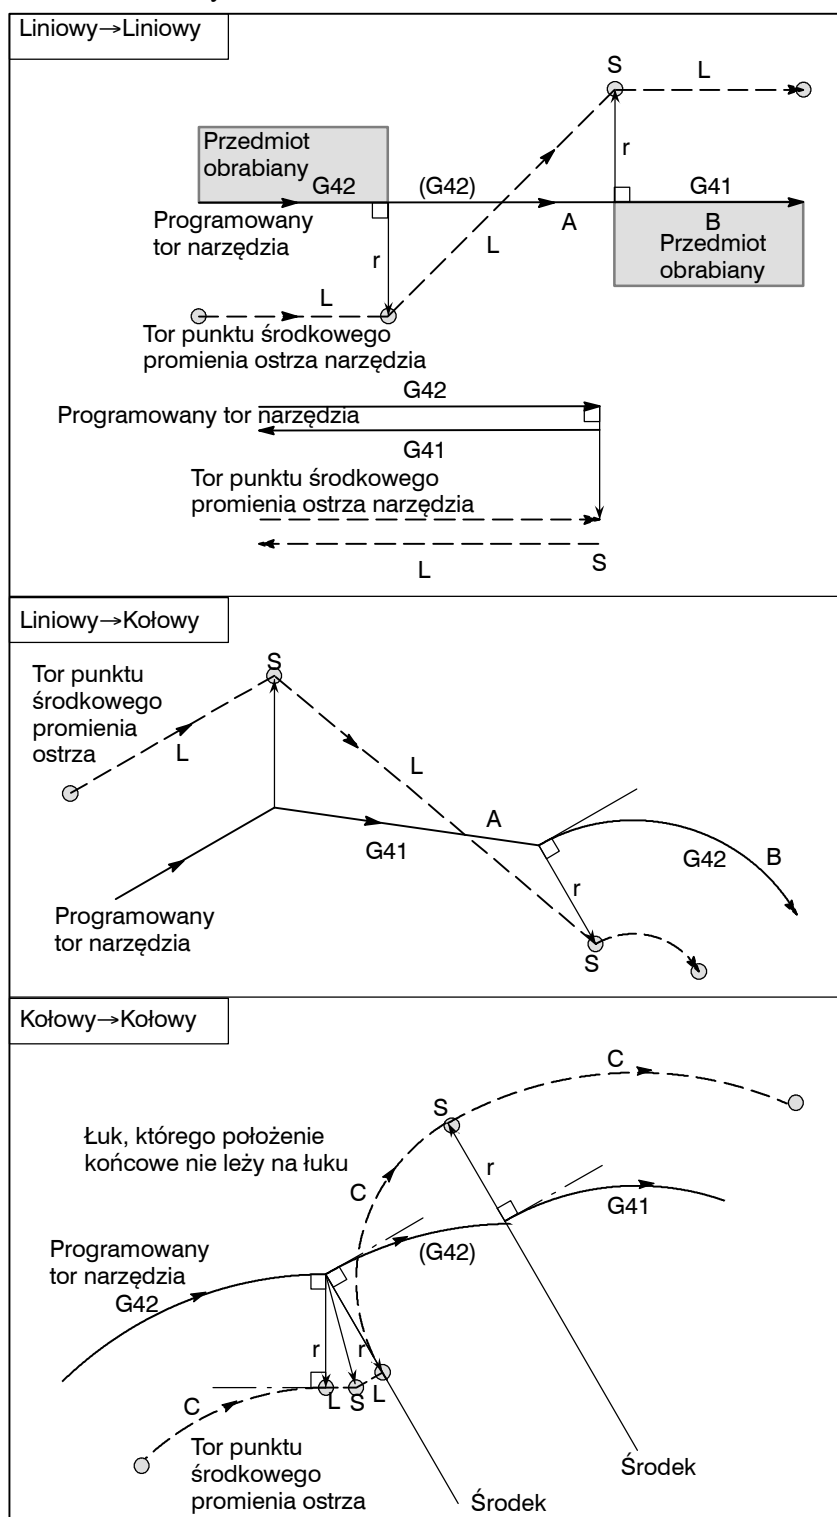 Liniowy→Liniowy
S
L
Przedmiot
obrabiany
r
G42
(G42)
G41
A
B
Programowany
tor narzędzia
L
Przedmiot
obrabiany
r
L
Tor punktu środkowego
promienia ostrza narzędzia
G42
Programowany tor narzędzia
G41
Tor punktu środkowego
promienia ostrza narzędzia
L
S
Liniowy→Kołowy
S
Tor punktu
środkowego
promienia
ostrza
L
L
A
G41
G42
B
r
Programowany
tor narzędzia
S
Kołowy→Kołowy
C
S
Łuk, którego położenie
końcowe nie leży na łuku
r
C
G41
Programowany
tor narzędzia
(G42)
G42
r
r
L
S
L
C
Tor punktu
środkowego
promienia ostrza
Środek
Środek